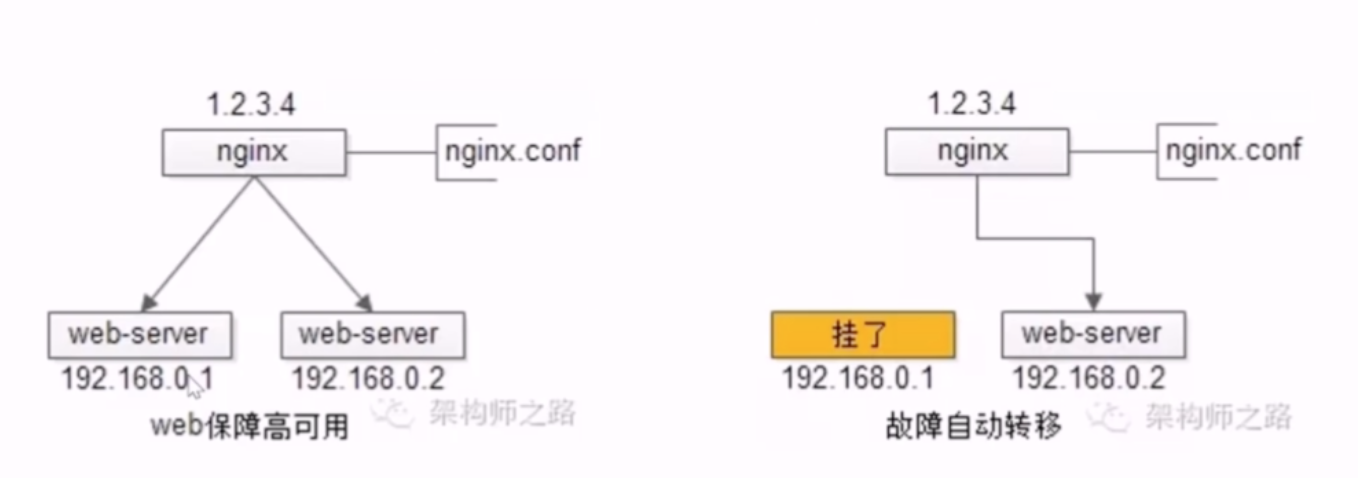 1.2.3.4
nginx
nginx.conf
web-server
web-server
192.168.0.1
192.168.0.2
web保障高可用
架构师之路
1.2.3.4
nginx
nginx.conf
挂了
web-server
192.168.0.1
192.168.0.2
故障自动转移
架构师之路